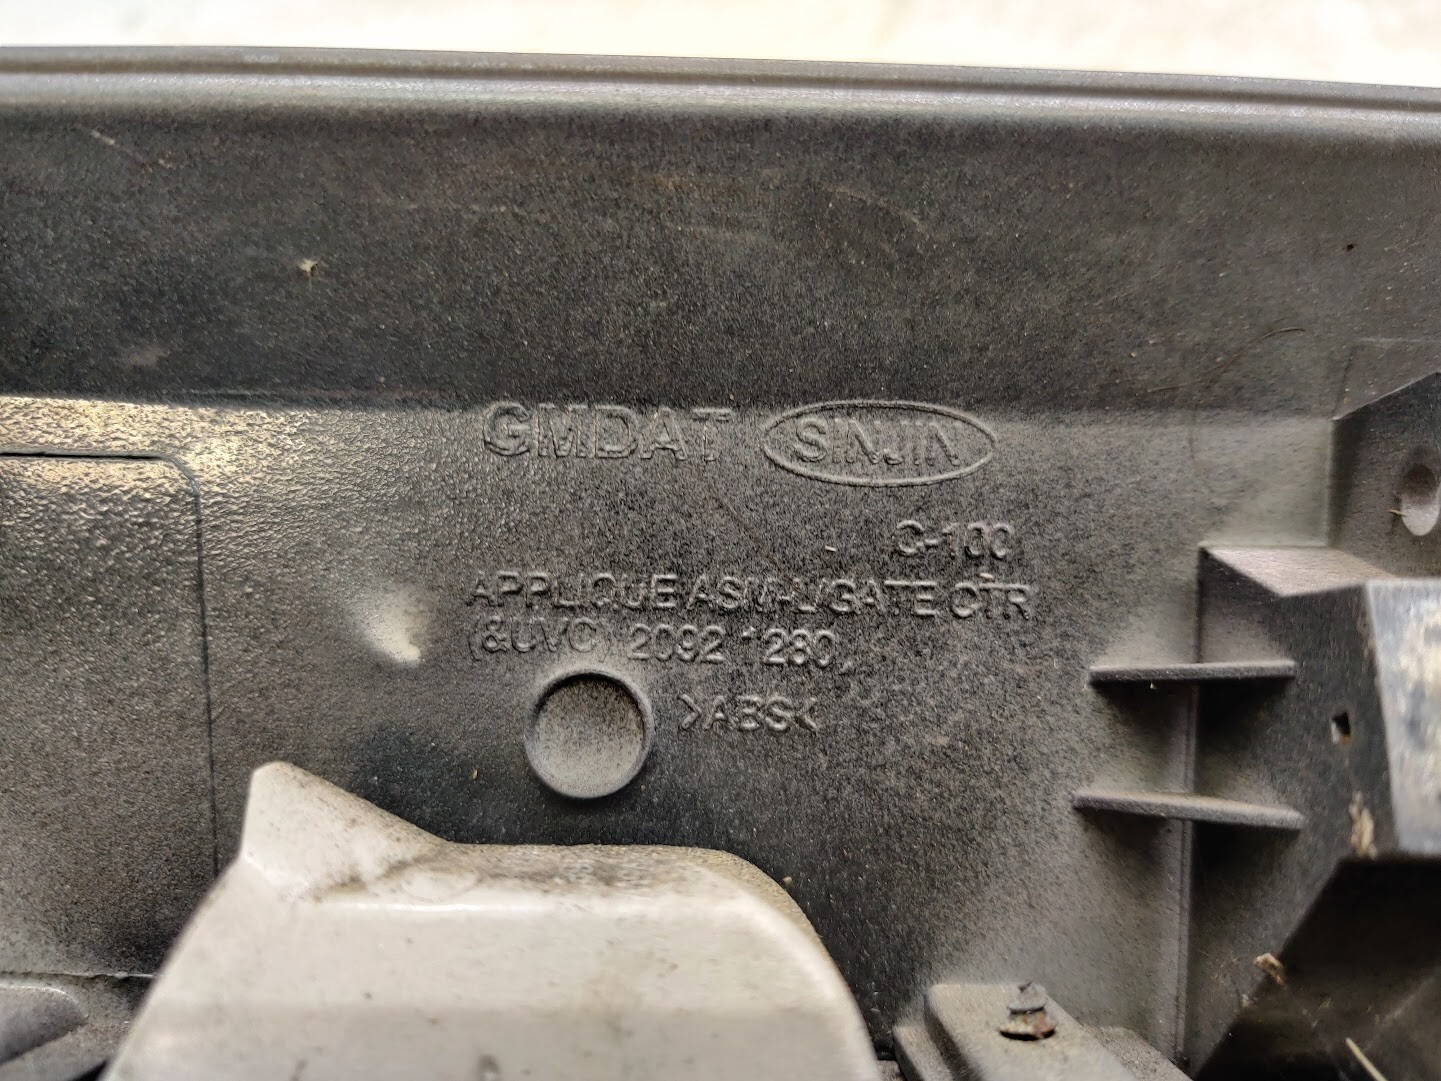 GMDAT SINJIN
C-100
APPLIQUE ASM-L/GATE CTR
(&UVC) 2092 1280
>ABS<